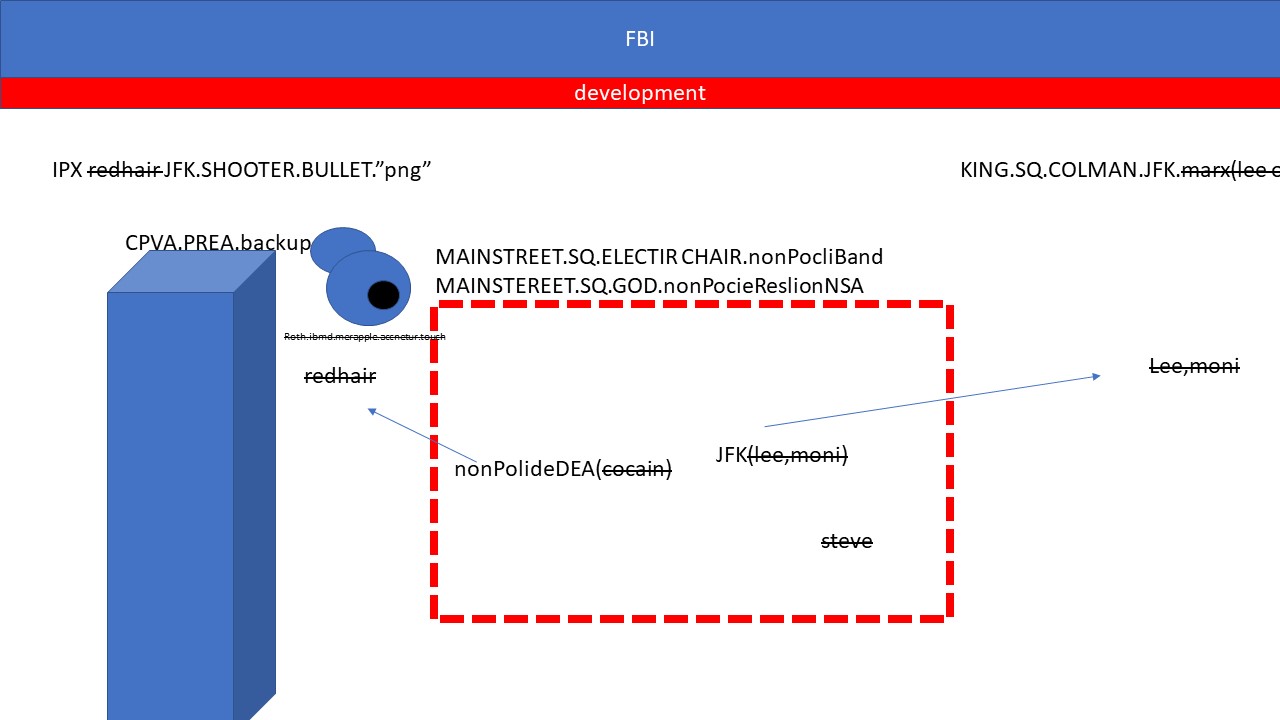 FBI
development
IPX redhair JFK.SHOOTER.BULLET.”png”
KING.SQ.COLMAN.JFK.marx(lee o
CPVA.PREA.backup
MAINSTREET.SQ.ELECTIR CHAIR.nonPocliBand
MAINSTEREET.SQ.GOD.nonPocieReslionNSA
Roth.ibmd.merapple.accnetur.touch
redhair
Lee,moni
nonPolideDEA(cocain)
JFK(lee,moni)
steve